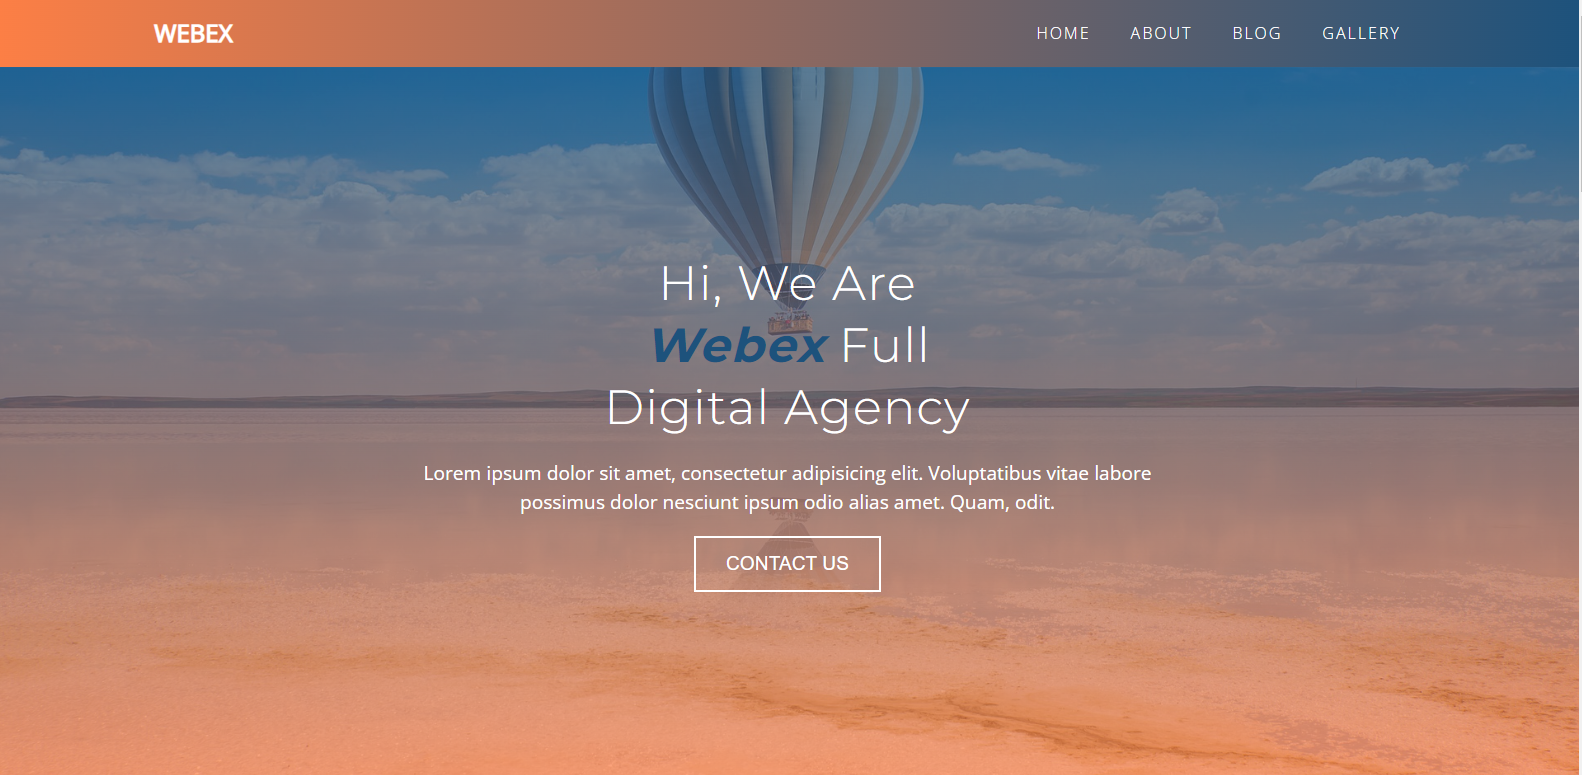 WEBEX
HOME ABOUT BLOG GALLERY
Hi, We Are
Webex Full
Digital Agency
Lorem ipsum dolor sit amet, consectetur adipisicing elit. Voluptatibus vitae labore
possimus dolor nesciunt ipsum odio alias amet. Quam, odit.
CONTACT US